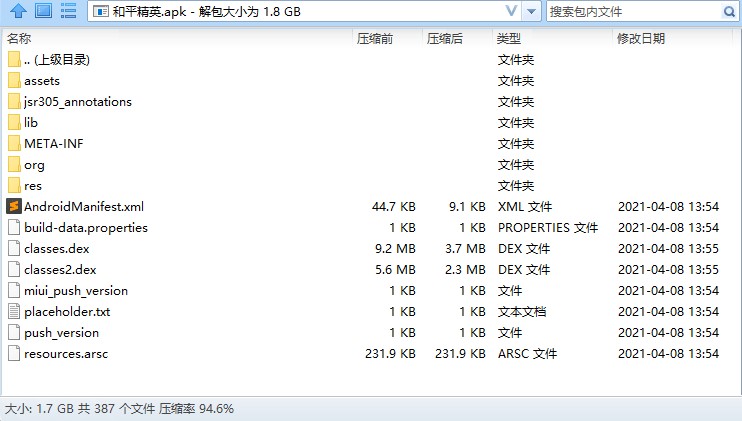 和平精英.apk - 解包大小为 1.8 GB 搜索包内文件
名称 压缩前 压缩后 类型 修改日期
.. (上级目录) 文件夹
assets 文件夹
jsr305_annotations 文件夹
lib 文件夹
META-INF 文件夹
org 文件夹
res 文件夹
AndroidManifest.xml 44.7 KB 9.1 KB XML 文件 2021-04-08 13:54
build-data.properties 1 KB 1 KB PROPERTIES 文件 2021-04-08 13:54
classes.dex 9.2 MB 3.7 MB DEX 文件 2021-04-08 13:55
classes2.dex 5.6 MB 2.3 MB DEX 文件 2021-04-08 13:55
miui_push_version 1 KB 1 KB 文件 2021-04-08 13:54
placeholder.txt 1 KB 1 KB 文本文档 2021-04-08 13:54
push_version 1 KB 1 KB 文件 2021-04-08 13:54
resources.arsc 231.9 KB 231.9 KB ARSC 文件 2021-04-08 13:54
大小: 1.7 GB 共 387 个文件 压缩率 94.6%